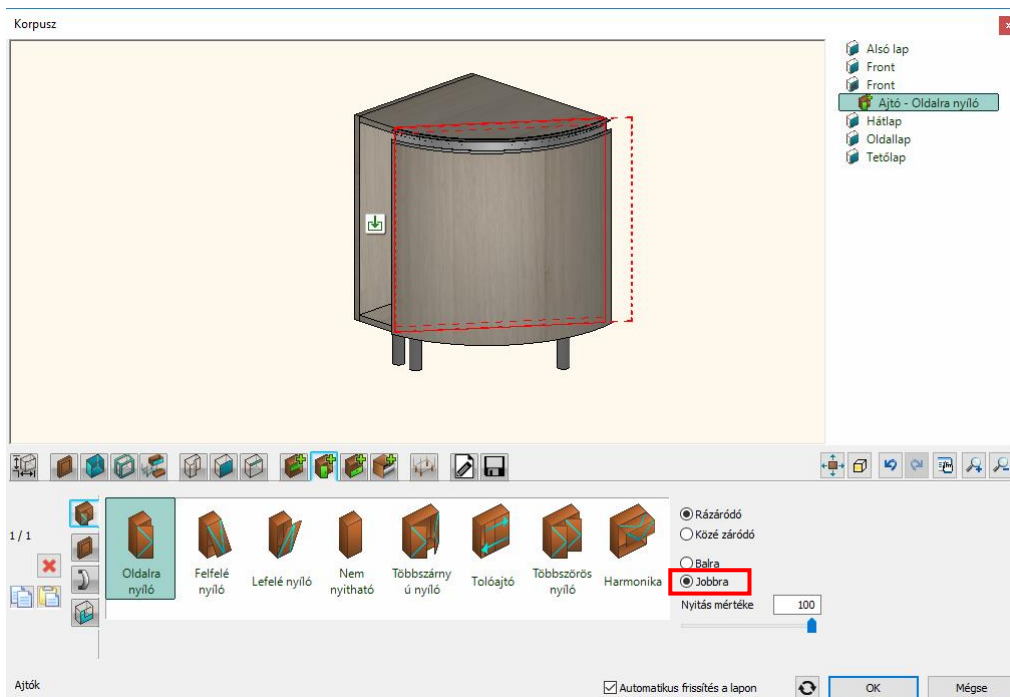 Korpusz
x
Alsó lap
Front
Front
Ajtó - Oldalra nyíló
Hátlap
Oldallap
Tetőlap
1 / 1
Oldalra
nyíló
Felfelé
nyíló
Lefelé nyíló
Nem
nyitható
Többszárny
ú nyíló
Tolóajtó
Többszörös
nyíló
Harmonika
Rázáródó
Közé záródó
Balra
Jobbra
Nyitás mértéke
100
Ajtók
Automatikus frissítés a lapon
OK
Mégse